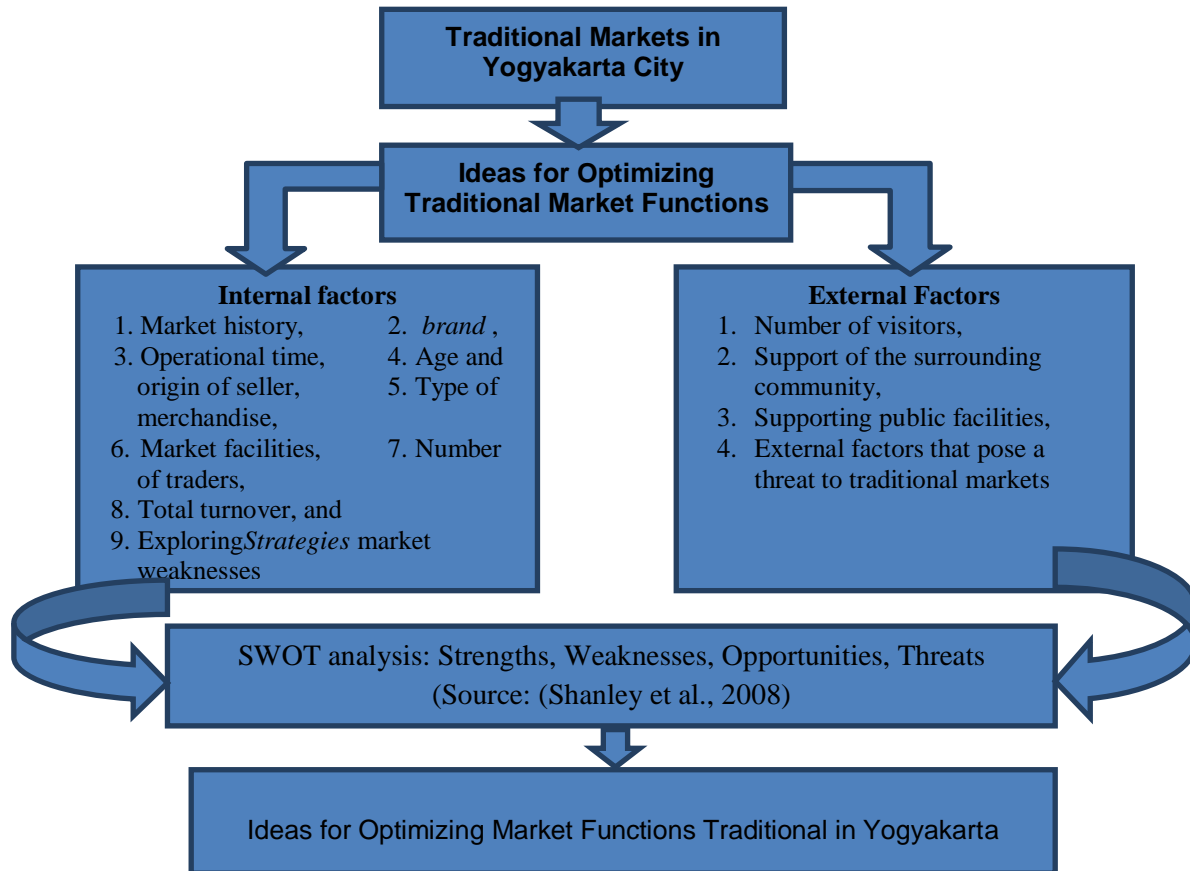 Traditional Markets in
Yogyakarta City
Ideas for Optimizing
Traditional Market Functions
Internal factors
1. Market history, 2. brand ,
3. Operational time, 4. Age and
origin of seller, 5. Type of
merchandise,
6. Market facilities, 7. Number
of traders,
8. Total turnover, and
9. ExploringStrategies market
weaknesses
External Factors
1. Number of visitors,
2. Support of the surrounding
community,
3. Supporting public facilities,
4. External factors that pose a
threat to traditional markets
SWOT analysis: Strengths, Weaknesses, Opportunities, Threats
(Source: (Shanley et al., 2008)
Ideas for Optimizing Market Functions Traditional in Yogyakarta